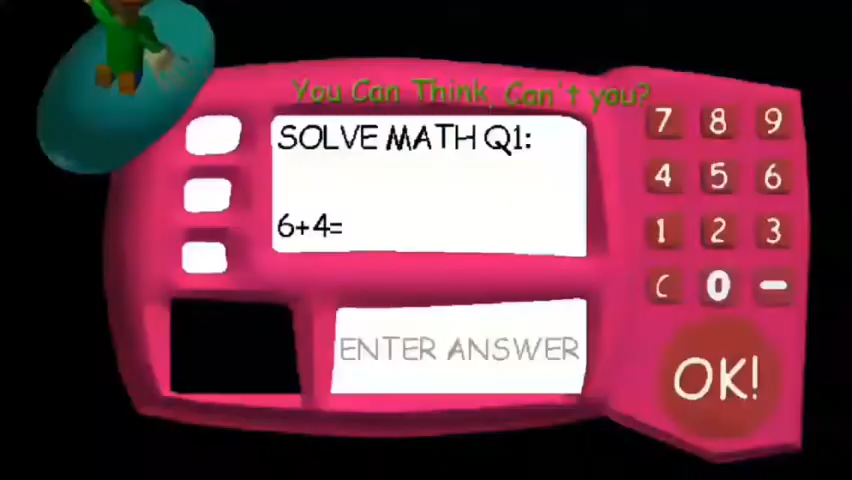 You Can Think, Can't you?
SOLVE MATH Q1:
6+4=
ENTER ANSWER
7 8 9
4 5 6
1 2 3
C 0 -
OK!